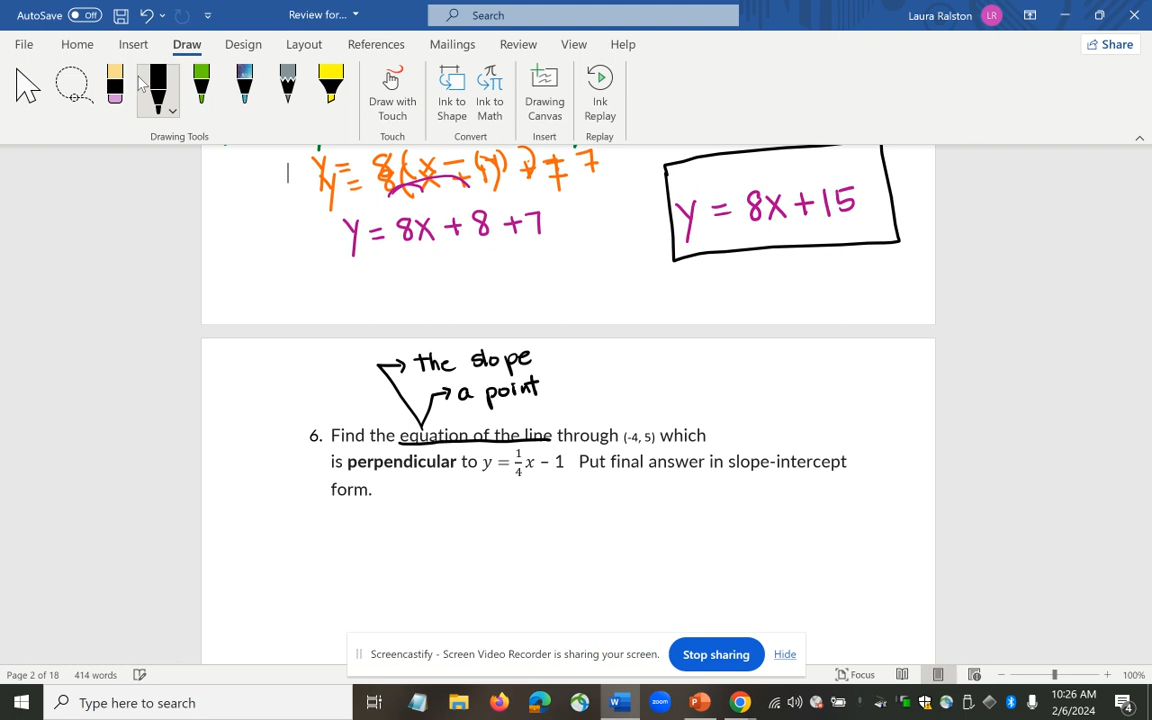 AutoSave Off
Review for...
Search
Laura Ralston
LR
File Home Insert Draw Design Layout References Mailings Review View Help
Share
Draw with Touch
Ink to Shape
Ink to Math
Drawing Canvas
Ink Replay
Drawing Tools
Touch
Convert
Insert
Replay
y = 8x + 8 + 7
y = 8x + 15
the slope
a point
6. Find the equation of the line through (-4, 5) which
is perpendicular to y = 1/4 x – 1 Put final answer in slope-intercept
form.
Screencastify - Screen Video Recorder is sharing your screen.
Stop sharing
Hide
Page 2 of 18
414 words
Focus
100%
Type here to search
zoom
10:26 AM
2/6/2024
4